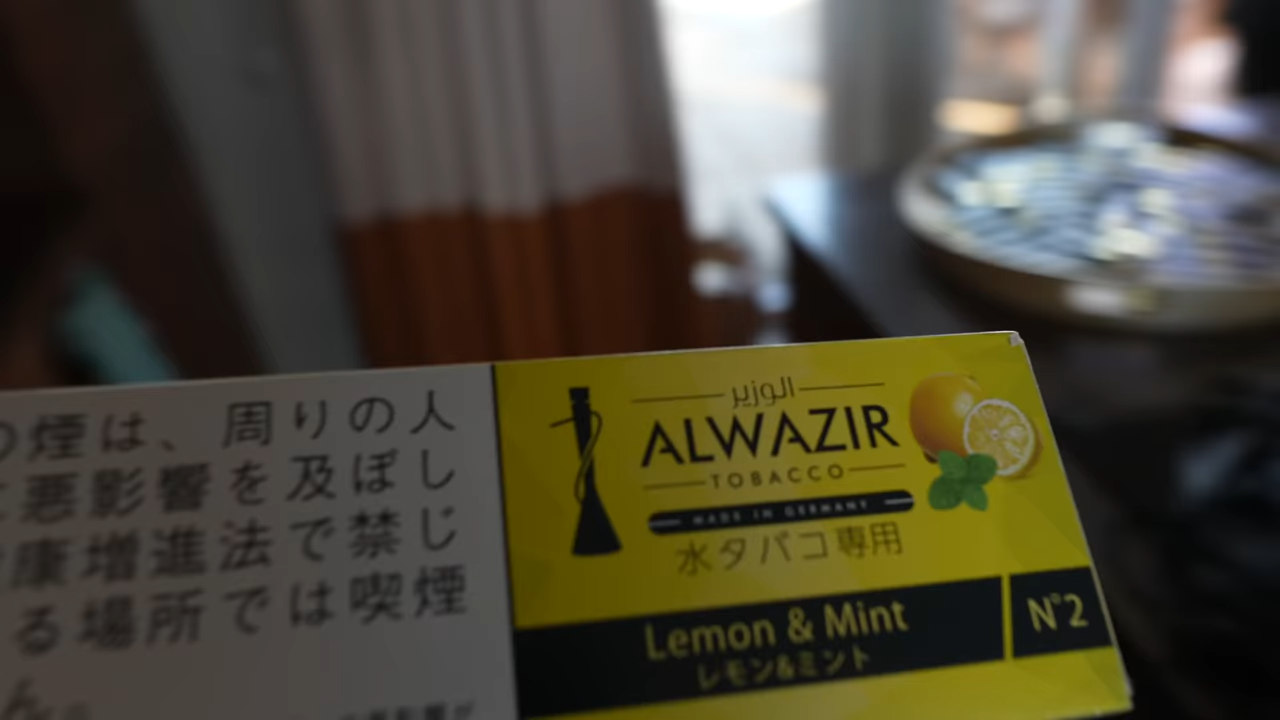 煙は、周りの人
悪影響を及ぼし
康増進法で禁じ
る場所では喫煙
ん。
الوزير
ALWAZIR
TOBACCO
MADE IN GERMANY
水タバコ専用
Lemon & Mint
レモン&ミント
N°2